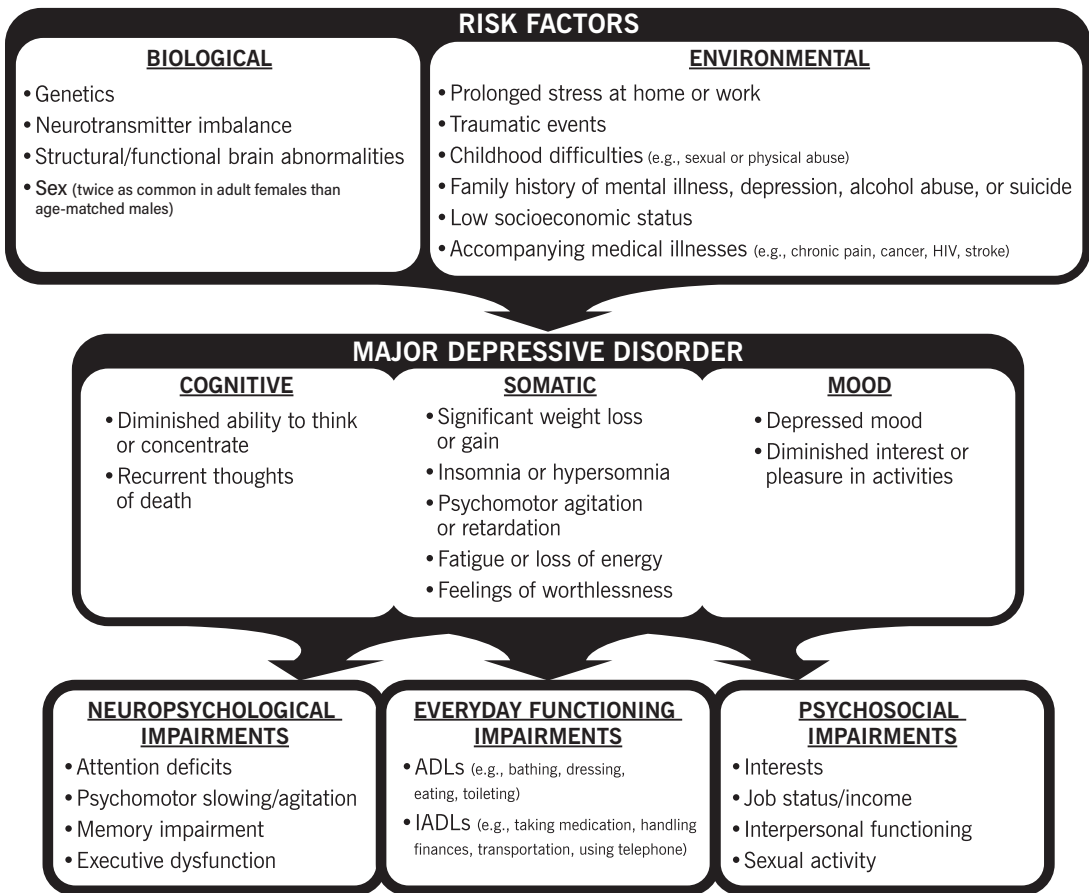 RISK FACTORS
BIOLOGICAL
• Genetics
• Neurotransmitter imbalance
• Structural/functional brain abnormalities
• Sex (twice as common in adult females than
age-matched males)
ENVIRONMENTAL
• Prolonged stress at home or work
• Traumatic events
• Childhood difficulties (e.g., sexual or physical abuse)
• Family history of mental illness, depression, alcohol abuse, or suicide
• Low socioeconomic status
• Accompanying medical illnesses (e.g., chronic pain, cancer, HIV, stroke)
MAJOR DEPRESSIVE DISORDER
COGNITIVE
• Diminished ability to think
or concentrate
• Recurrent thoughts
of death
SOMATIC
• Significant weight loss
or gain
• Insomnia or hypersomnia
• Psychomotor agitation
or retardation
• Fatigue or loss of energy
• Feelings of worthlessness
MOOD
• Depressed mood
• Diminished interest or
pleasure in activities
NEUROPSYCHOLOGICAL
IMPAIRMENTS
• Attention deficits
• Psychomotor slowing/agitation
• Memory impairment
• Executive dysfunction
EVERYDAY FUNCTIONING
IMPAIRMENTS
• ADLs (e.g., bathing, dressing,
eating, toileting)
• IADLs (e.g., taking medication, handling
finances, transportation, using telephone)
PSYCHOSOCIAL
IMPAIRMENTS
• Interests
• Job status/income
• Interpersonal functioning
• Sexual activity